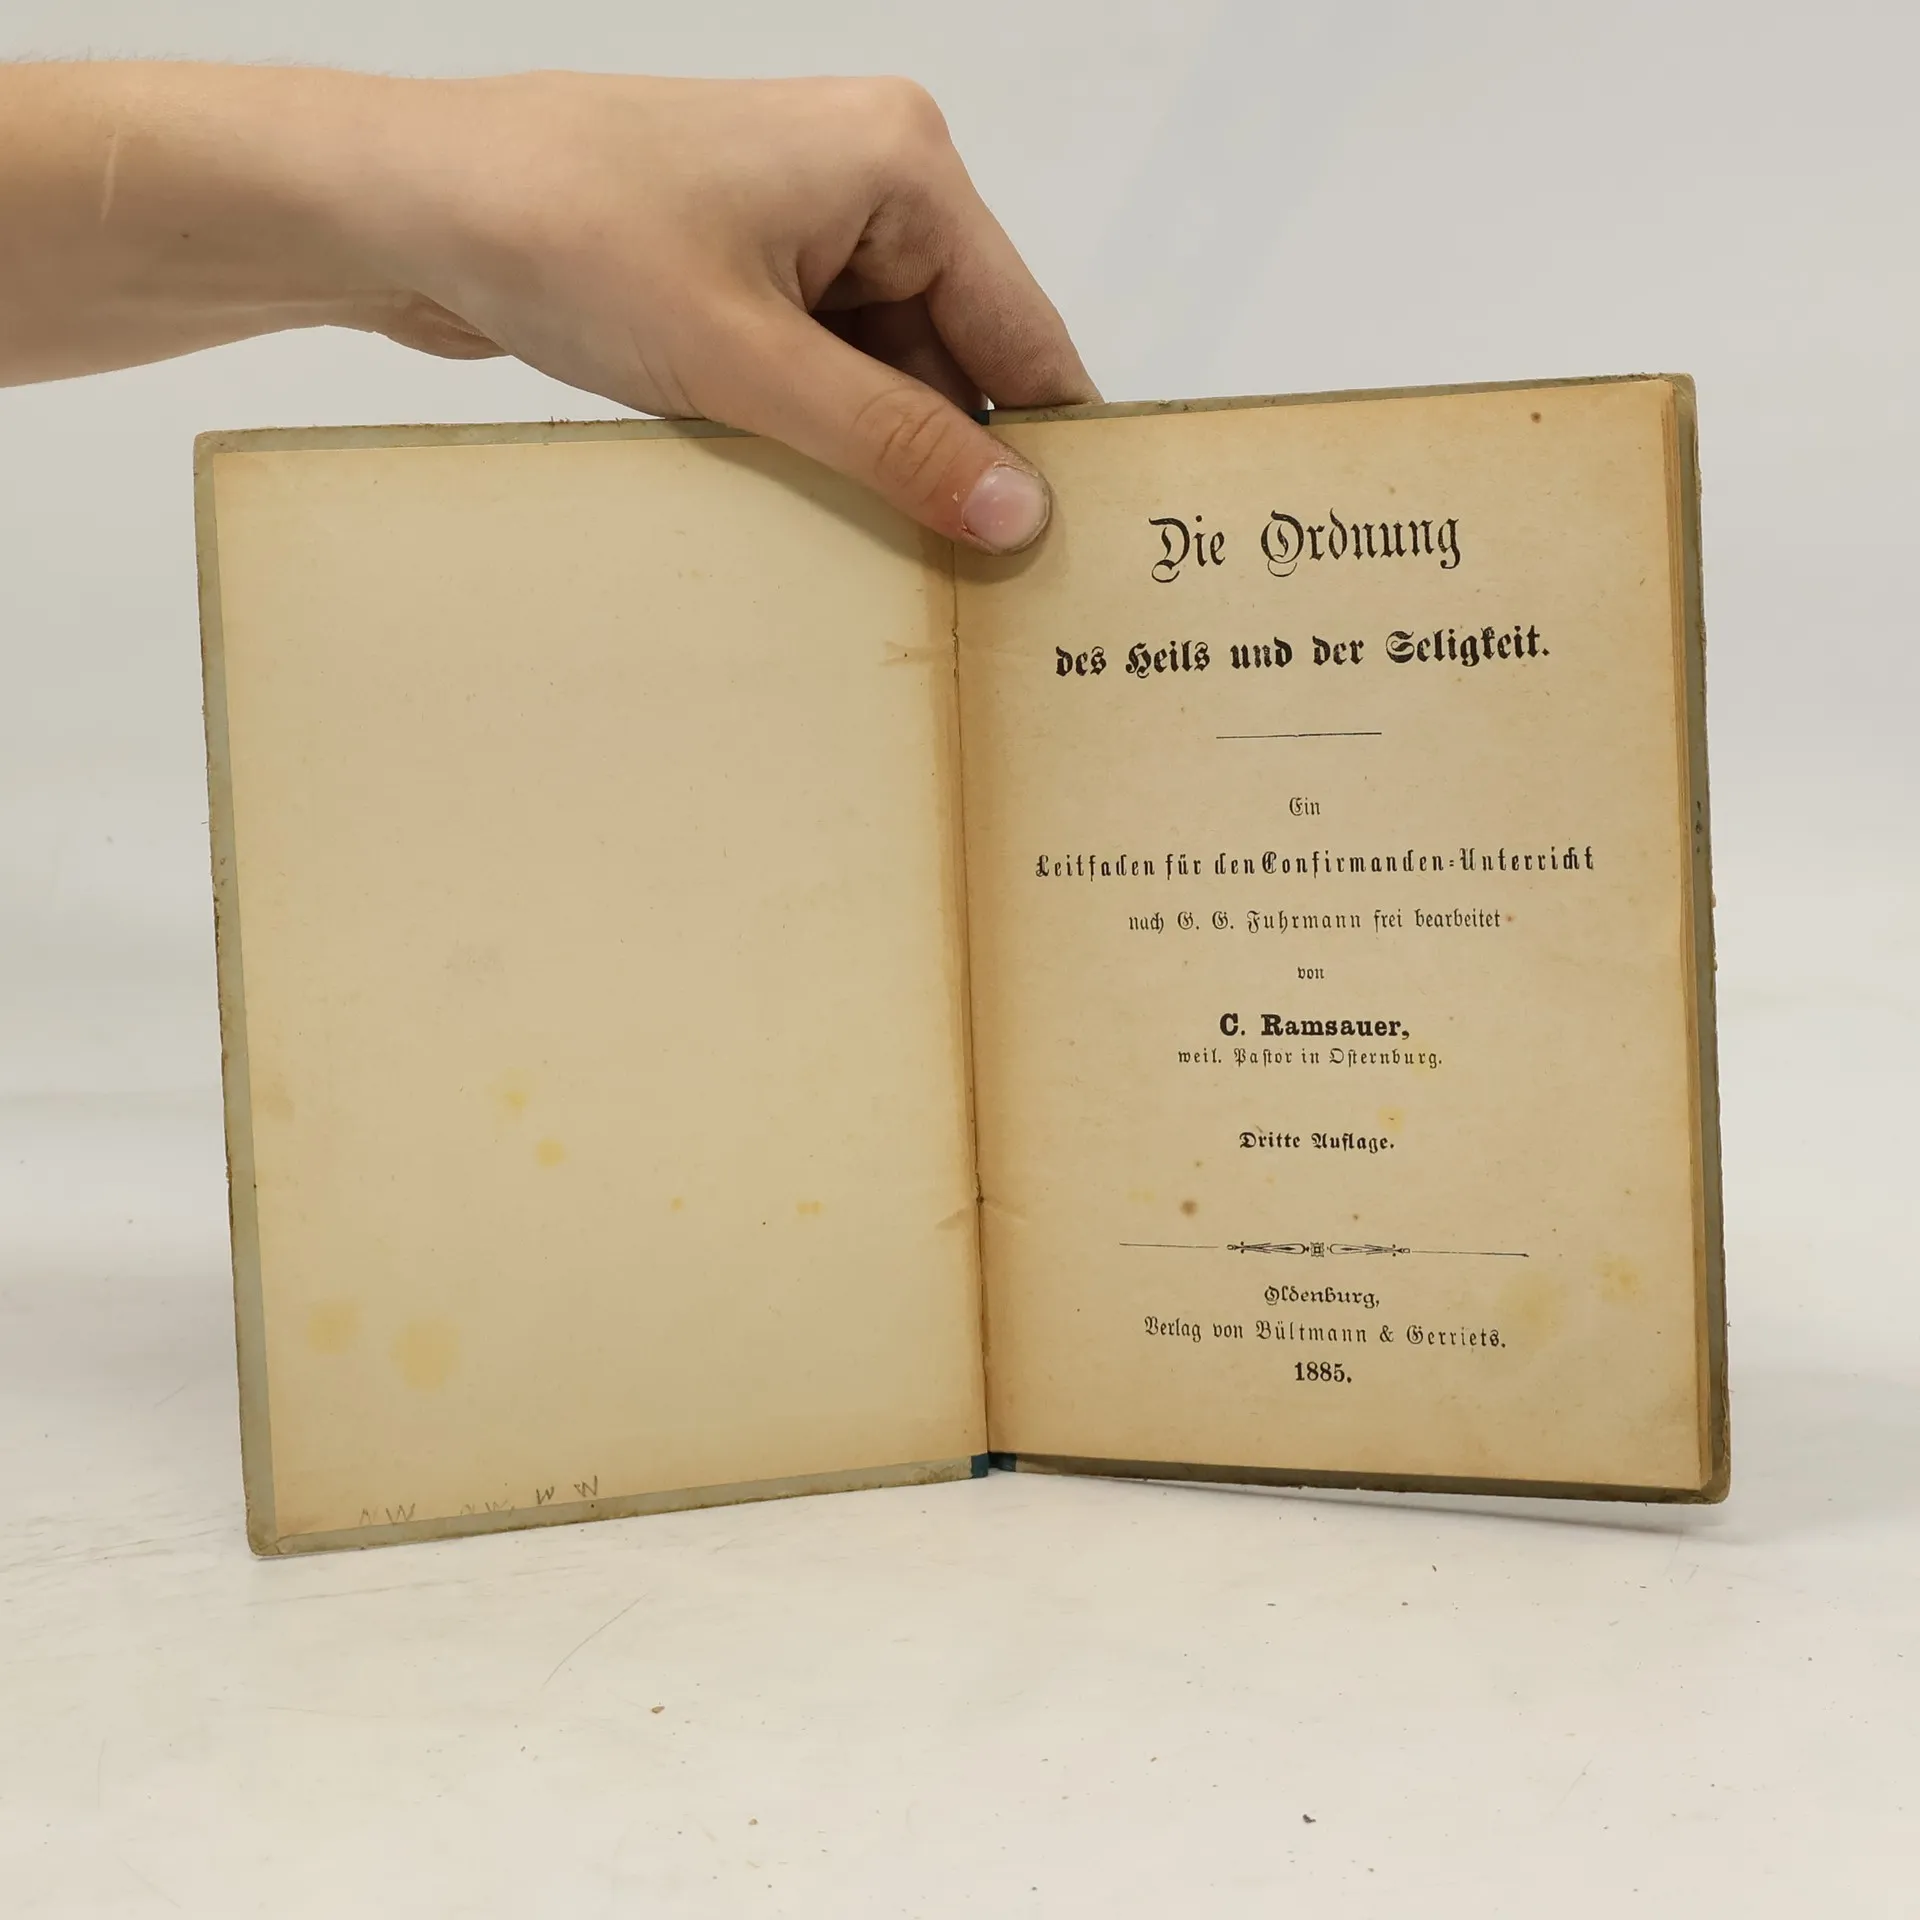 Die Ordnung
des Heils und der Seligkeit.
Ein
Leitfaden für den Confirmanden-Unterricht
nach G. G. Fuhrmann frei bearbeitet
von
C. Ramsauer,
weil. Pastor in Osternburg.
Dritte Auflage.
Oldenburg,
Verlag von Bültmann & Gerriets.
1885.